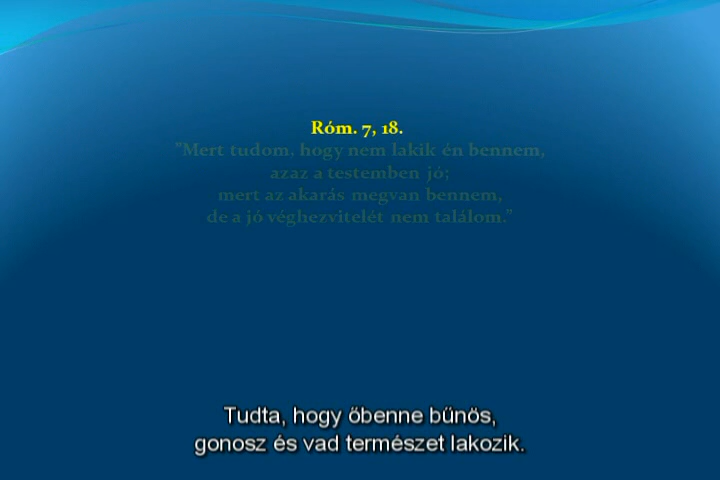 Róm. 7, 18.
"Mert tudom, hogy nem lakik én bennem,
azaz a testemben jó;
mert az akarás megvan bennem,
de a jó véghezvitelét nem találom."
Tudta, hogy őbenne bűnös,
gonosz és vad természet lakozik.